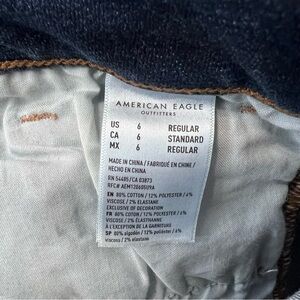 AMERICAN EAGLE
OUTFITTERS
US 6 REGULAR
CA 6 STANDARD
MX 6 REGULAR
MADE IN CHINA / FABRIQUÉ EN CHINE /
HECHO EN CHINA
RN 54485/CA 03873
EN 80% COTTON / 12% POLYESTER / 6%
VISCOSE / 2% ELASTANE
EXCLUSIVE OF DECORATION
FR 80% COTON / 12% POLYESTER / 6%
VISCOSE / 2% ÉLASTHANNE
À L'EXCEPTION DE LA GARNITURE
SP 80% algodón / 12% poliéster / 6%
viscosa / 2% elastano